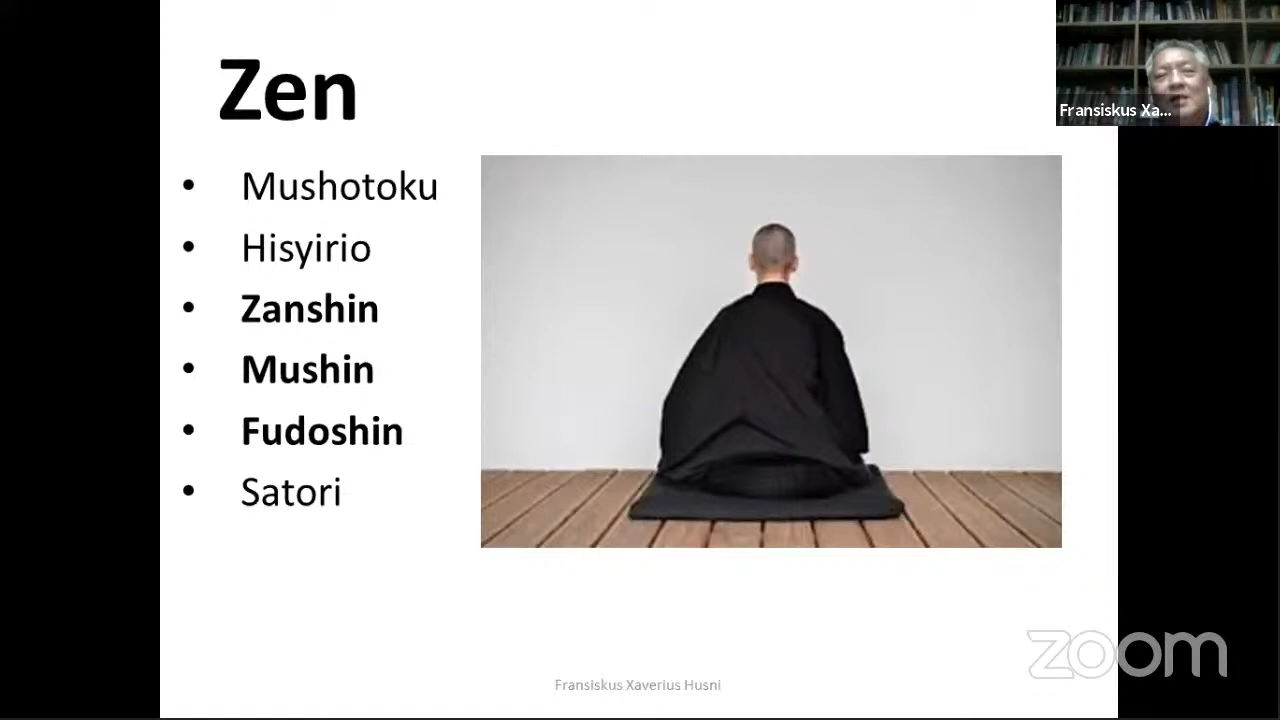 Zen
• Mushotoku
• Hisyirio
• Zanshin
• Mushin
• Fudoshin
• Satori
Fransiskus Xa...
Fransiskus Xaverius Husni
zoom